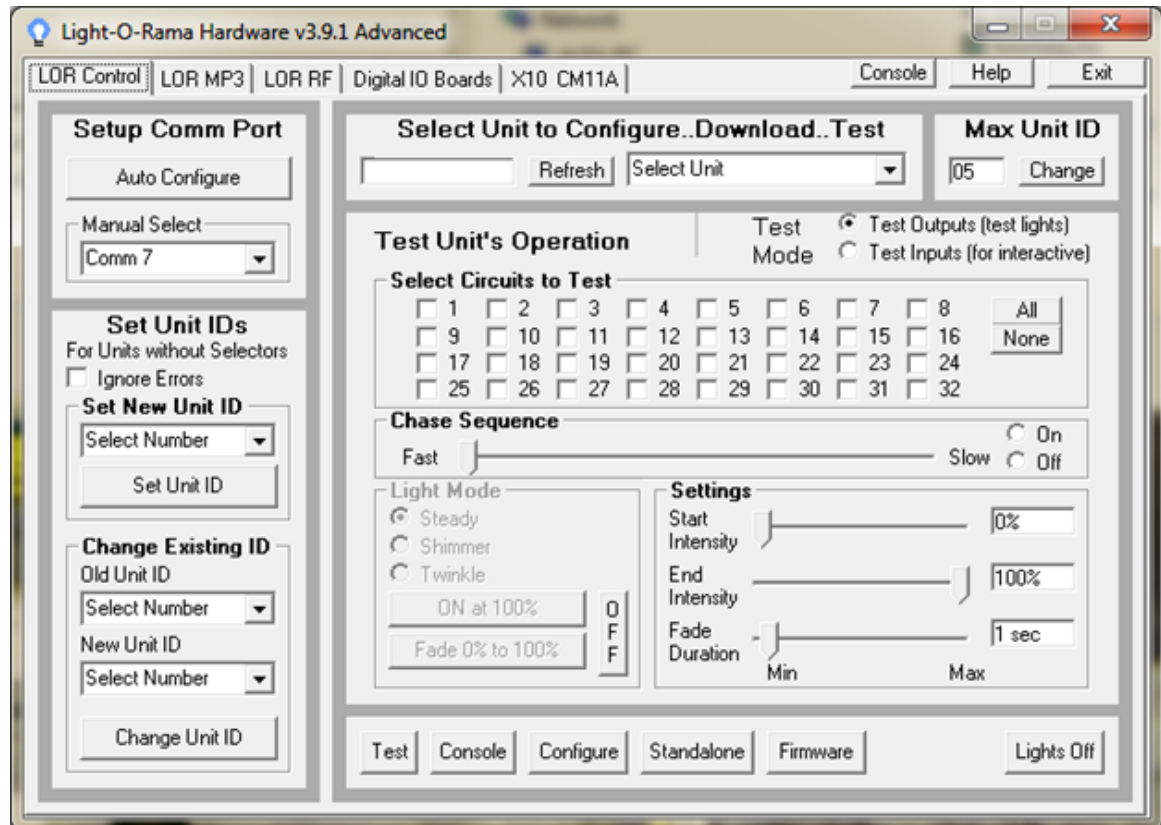 Light-O-Rama Hardware v3.9.1 Advanced
LOR Control LOR MP3 LOR RF Digital IO Boards X10 CM11A Console Help Exit
Setup Comm Port
Auto Configure
Manual Select
Comm 7
Set Unit IDs
For Units without Selectors
Ignore Errors
Set New Unit ID
Select Number
Set Unit ID
Change Existing ID
Old Unit ID
Select Number
New Unit ID
Select Number
Change Unit ID
Select Unit to Configure..Download..Test
Refresh Select Unit
Max Unit ID
05 Change
Test Unit's Operation
Test Mode
Test Outputs (test lights)
Test Inputs (for interactive)
Select Circuits to Test
1 2 3 4 5 6 7 8 All
9 10 11 12 13 14 15 16 None
17 18 19 20 21 22 23 24
25 26 27 28 29 30 31 32
Chase Sequence
Fast Slow
On
Off
Light Mode
Steady
Shimmer
Twinkle
ON at 100%
Fade 0% to 100%
OFF
Settings
Start Intensity 0%
End Intensity 100%
Fade Duration 1 sec
Min Max
Test Console Configure Standalone Firmware Lights Off